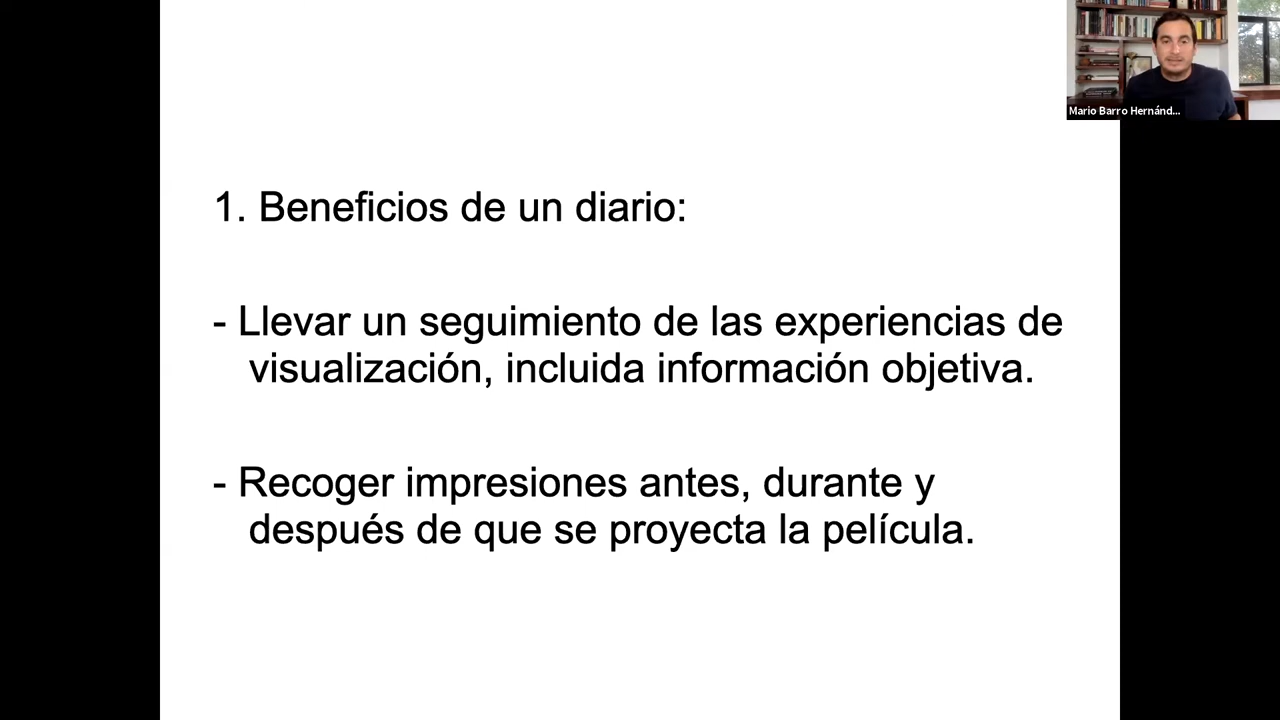 Mario Barro Hernánd...
1. Beneficios de un diario:
- Llevar un seguimiento de las experiencias de
visualización, incluida información objetiva.
- Recoger impresiones antes, durante y
después de que se proyecta la película.